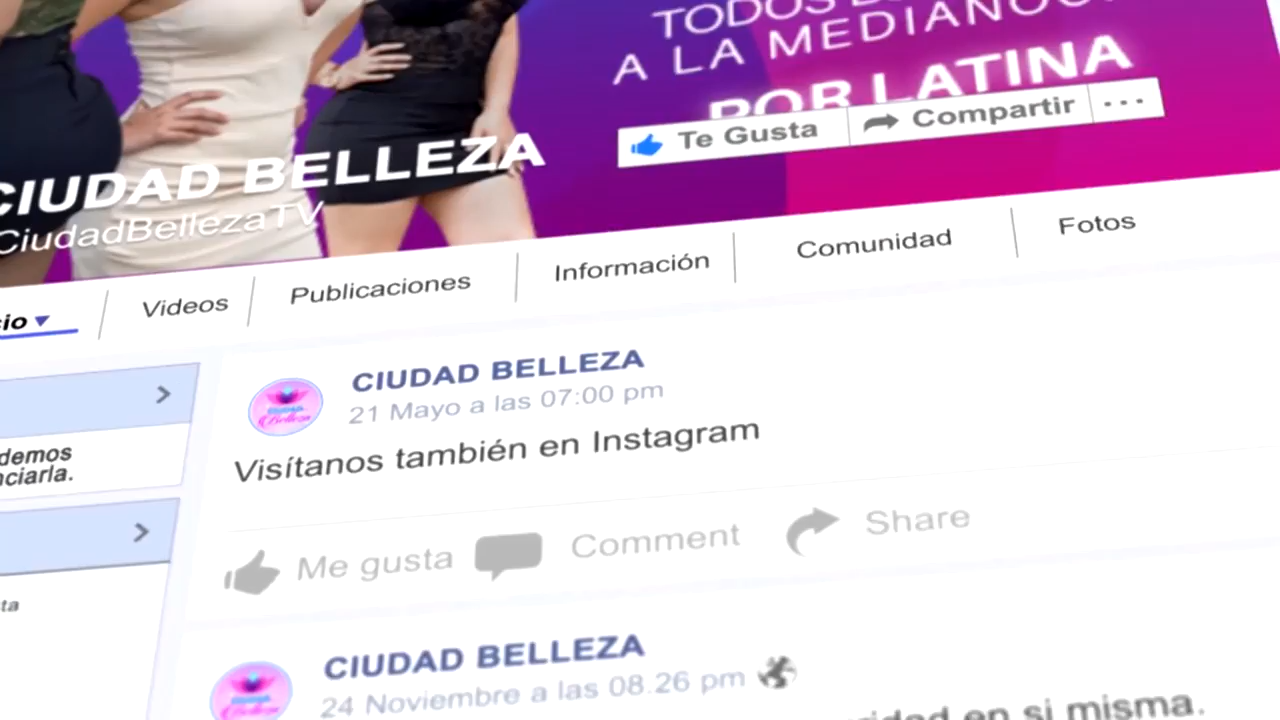 TODOS
A LA MEDIANOC
POR LATINA
Te Gusta
Compartir
...
CIUDAD BELLEZA
CiudadBellezaTV
Videos
Publicaciones
Información
Comunidad
Fotos
CIUDAD BELLEZA
21 Mayo a las 07:00 pm
Visítanos también en Instagram
Me gusta
Comment
Share
CIUDAD BELLEZA
24 Noviembre a las 08.26 pm
en si misma.